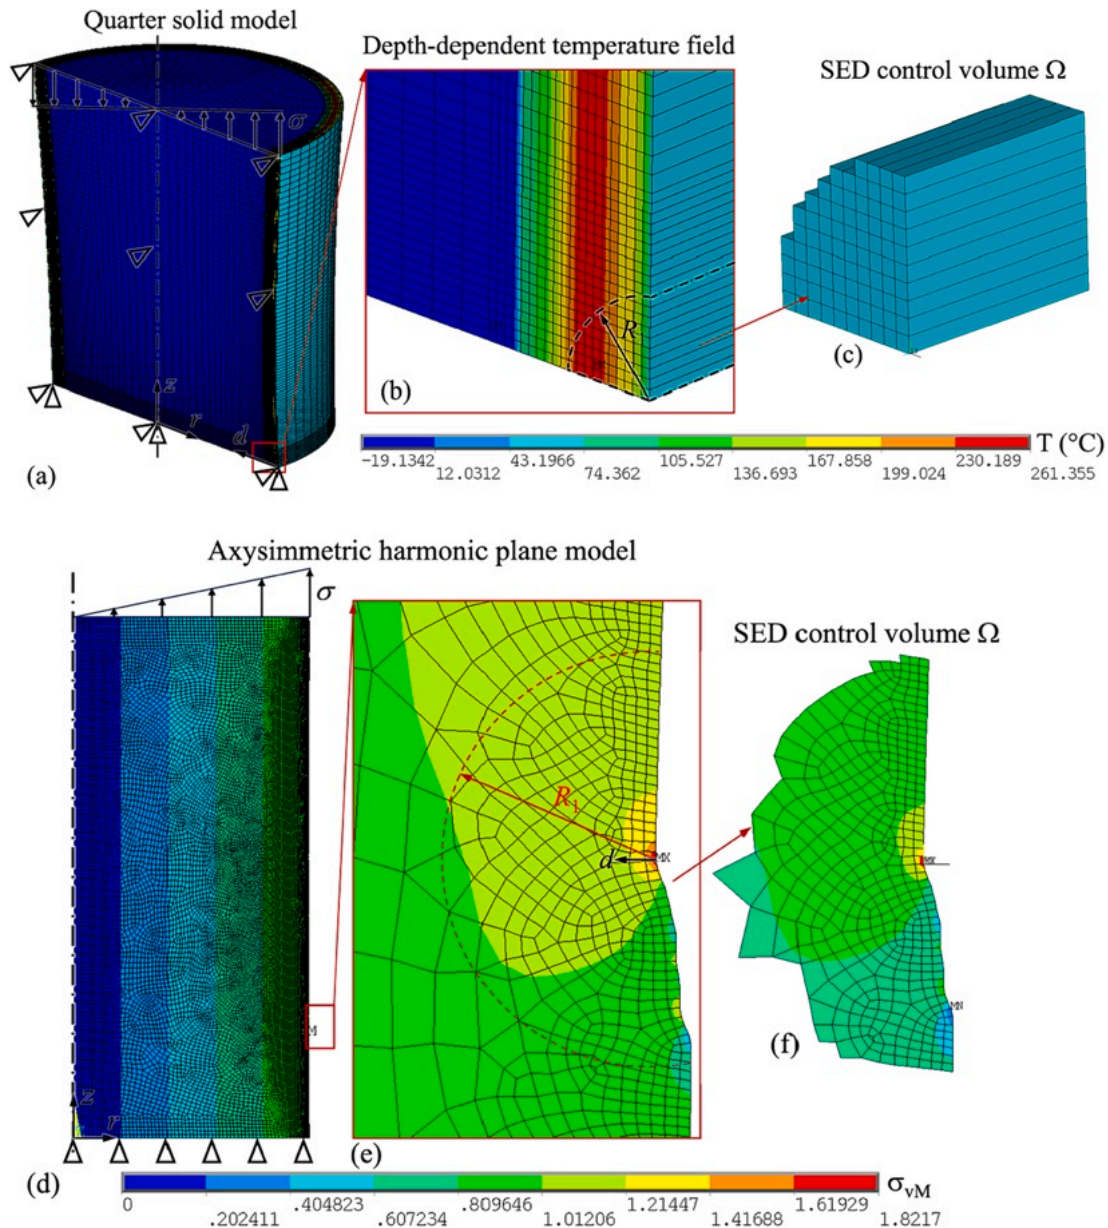 Quarter solid model
Depth-dependent temperature field
SED control volume Ω
σ
R
z
r
d
(a)
(b)
(c)
T (°C)
-19.1342 43.1966 105.527 167.858 230.189
12.0312 74.362 136.693 199.024 261.355
Axysimmetric harmonic plane model
σ
SED control volume Ω
R1
d
MX
MX
MN
M
z
r
(d)
(e)
(f)
σvM
0 .404823 .809646 1.21447 1.61929
.202411 .607234 1.01206 1.41688 1.8217